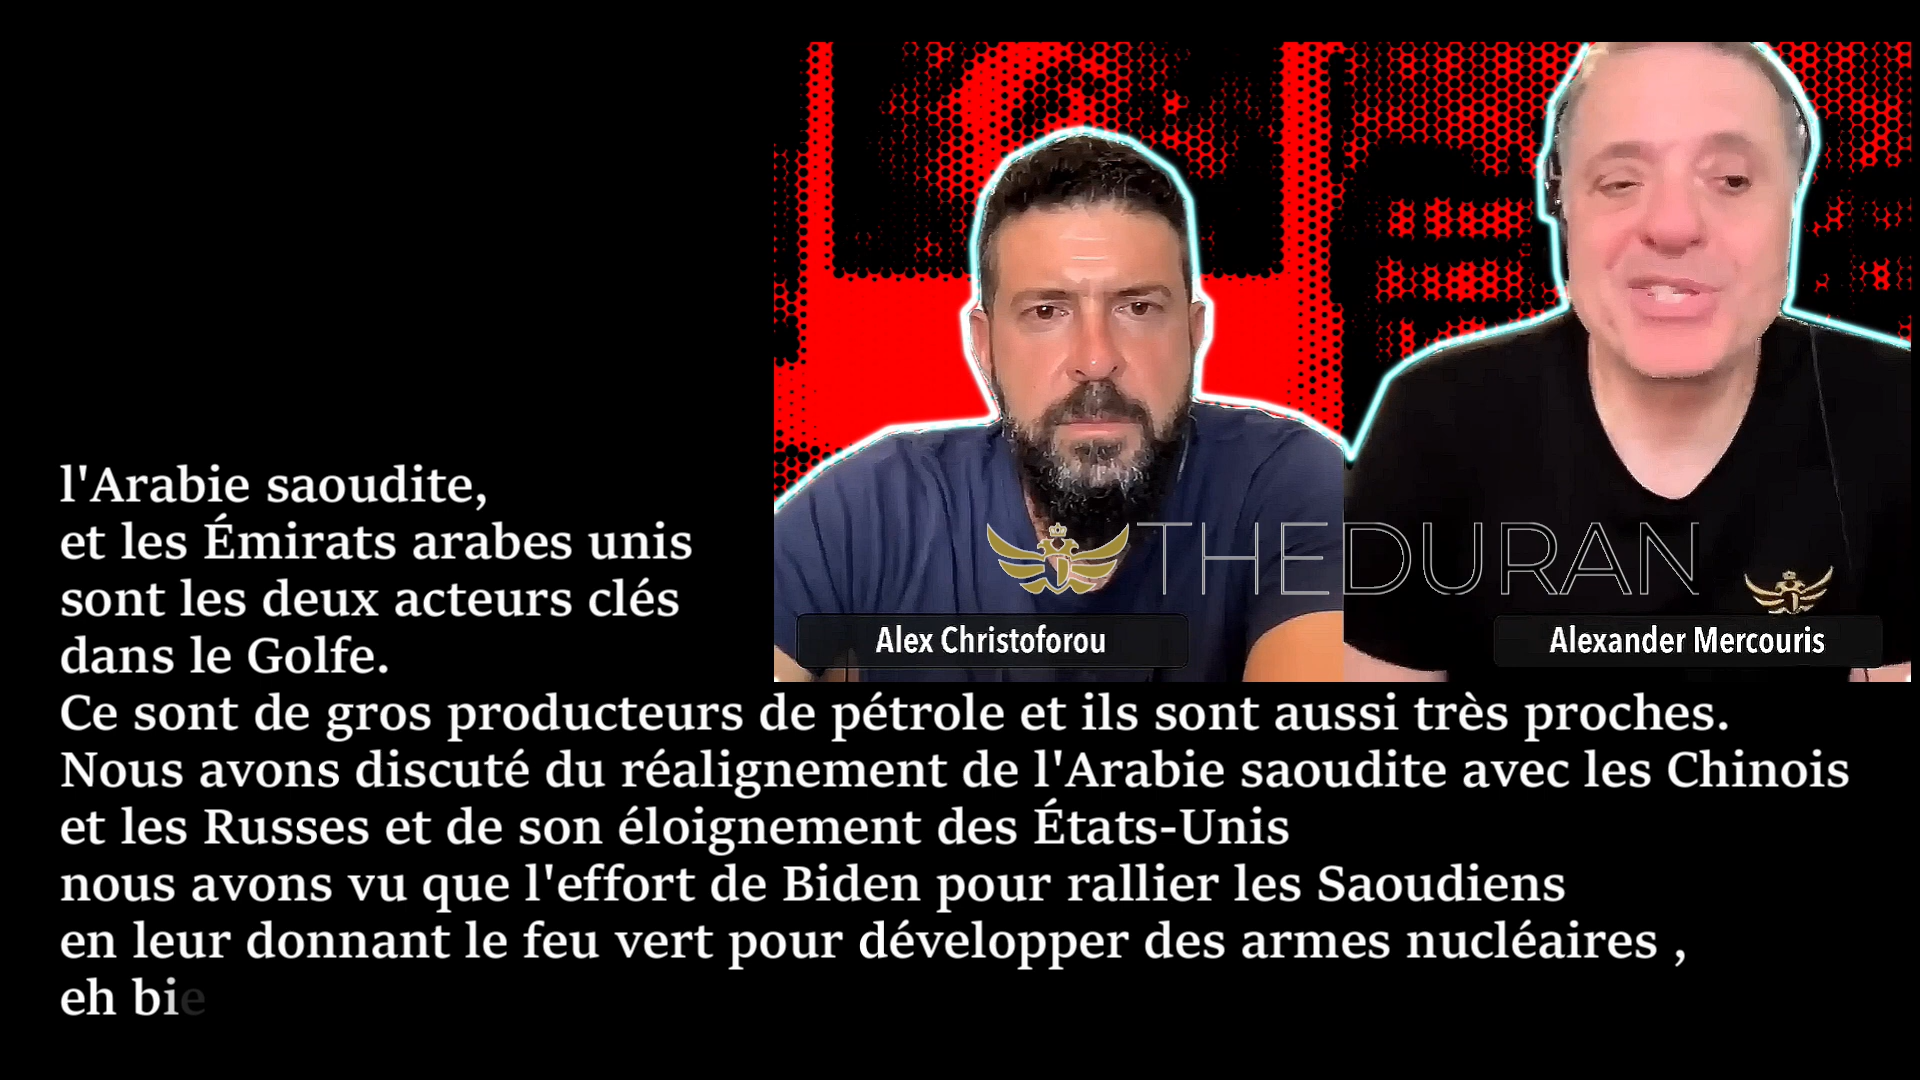 THEDURAN
Alex Christoforou
Alexander Mercouris
l'Arabie saoudite,
et les Émirats arabes unis
sont les deux acteurs clés
dans le Golfe.
Ce sont de gros producteurs de pétrole et ils sont aussi très proches.
Nous avons discuté du réalignement de l'Arabie saoudite avec les Chinois
et les Russes et de son éloignement des États-Unis
nous avons vu que l'effort de Biden pour rallier les Saoudiens
en leur donnant le feu vert pour développer des armes nucléaires ,
eh bie